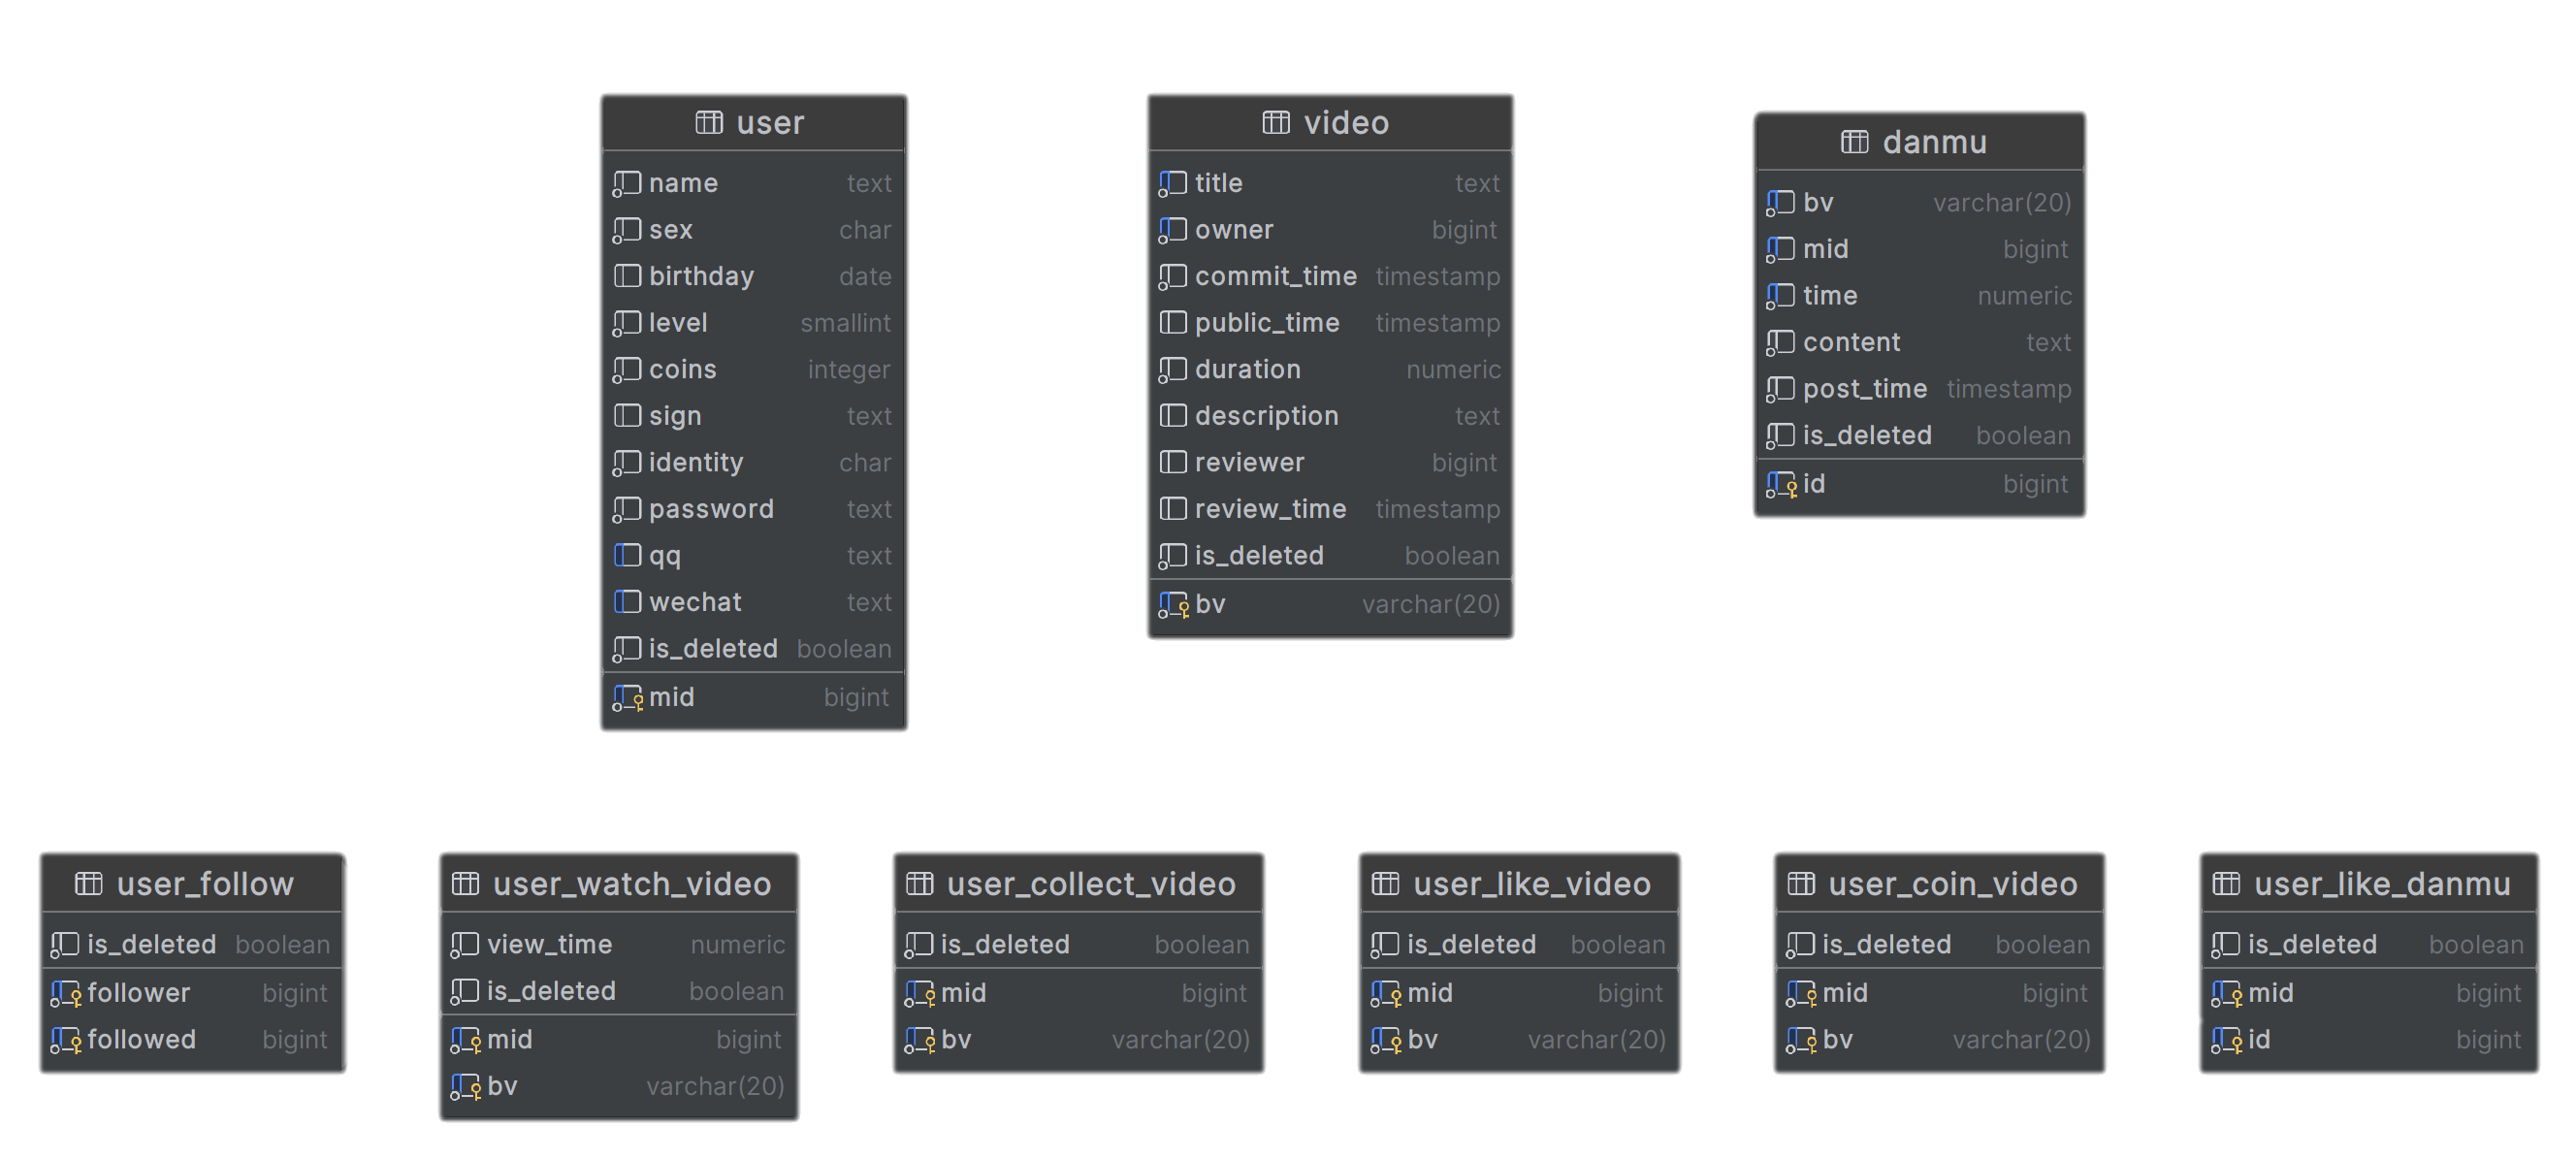 user
name text
sex char
birthday date
level smallint
coins integer
sign text
identity char
password text
qq text
wechat text
is_deleted boolean
mid bigint
video
title text
owner bigint
commit_time timestamp
public_time timestamp
duration numeric
description text
reviewer bigint
review_time timestamp
is_deleted boolean
bv varchar(20)
danmu
bv varchar(20)
mid bigint
time numeric
content text
post_time timestamp
is_deleted boolean
id bigint
user_follow
is_deleted boolean
follower bigint
followed bigint
user_watch_video
view_time numeric
is_deleted boolean
mid bigint
bv varchar(20)
user_collect_video
is_deleted boolean
mid bigint
bv varchar(20)
user_like_video
is_deleted boolean
mid bigint
bv varchar(20)
user_coin_video
is_deleted boolean
mid bigint
bv varchar(20)
user_like_danmu
is_deleted boolean
mid bigint
id bigint